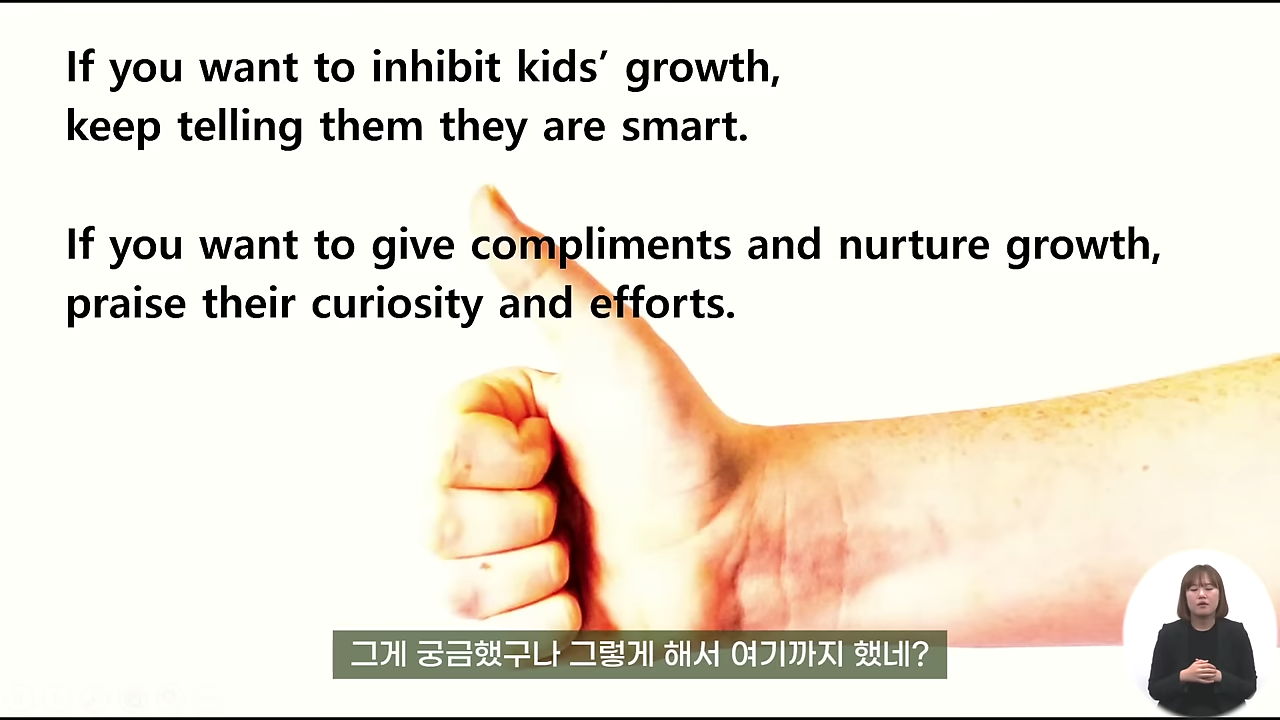 If you want to inhibit kids’ growth,
keep telling them they are smart.
If you want to give compliments and nurture growth,
praise their curiosity and efforts.
그게 궁금했구나 그렇게 해서 여기까지 했네?